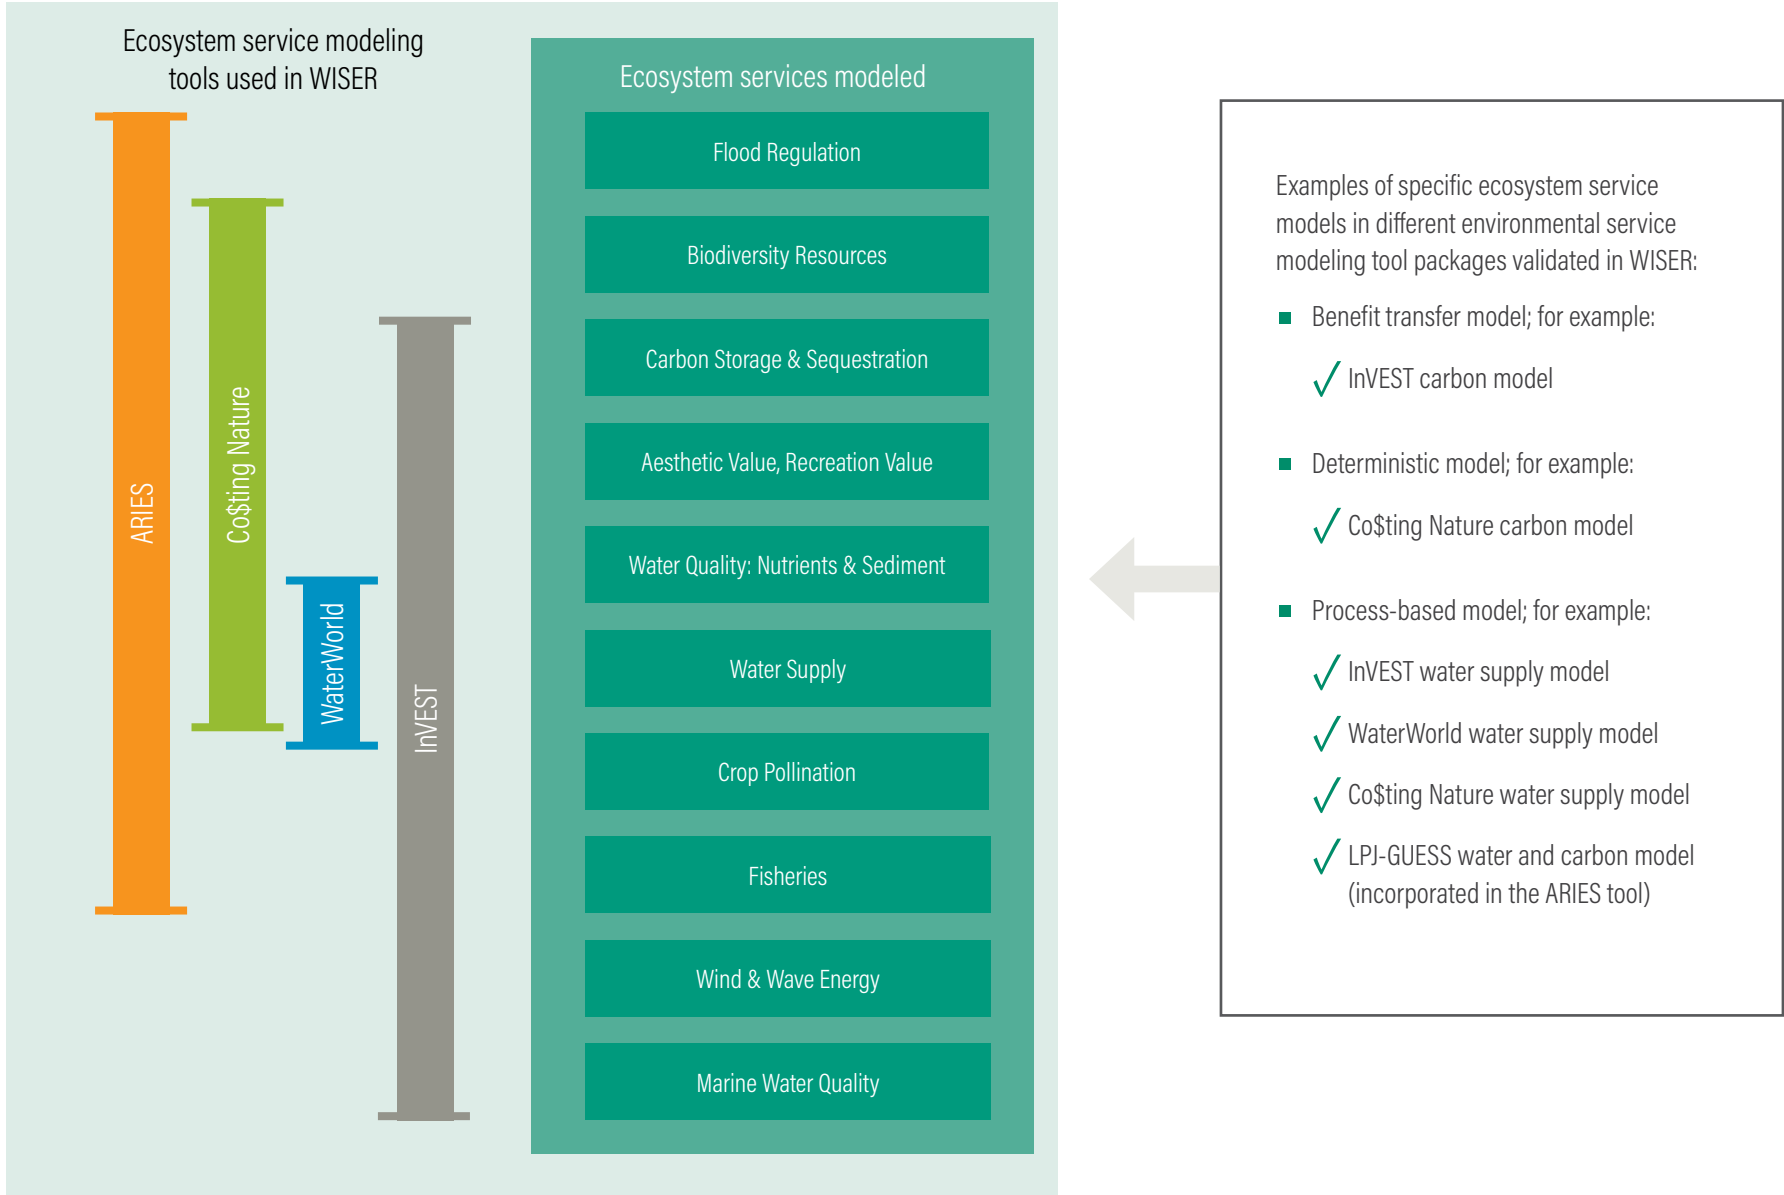 Ecosystem service modeling
tools used in WISER
ARIES
Co$ting Nature
WaterWorld
InVEST
Ecosystem services modeled
Flood Regulation
Biodiversity Resources
Carbon Storage & Sequestration
Aesthetic Value, Recreation Value
Water Quality: Nutrients & Sediment
Water Supply
Crop Pollination
Fisheries
Wind & Wave Energy
Marine Water Quality
Examples of specific ecosystem service
models in different environmental service
modeling tool packages validated in WISER:
Benefit transfer model; for example:
InVEST carbon model
Deterministic model; for example:
Co$ting Nature carbon model
Process-based model; for example:
InVEST water supply model
WaterWorld water supply model
Co$ting Nature water supply model
LPJ-GUESS water and carbon model
(incorporated in the ARIES tool)